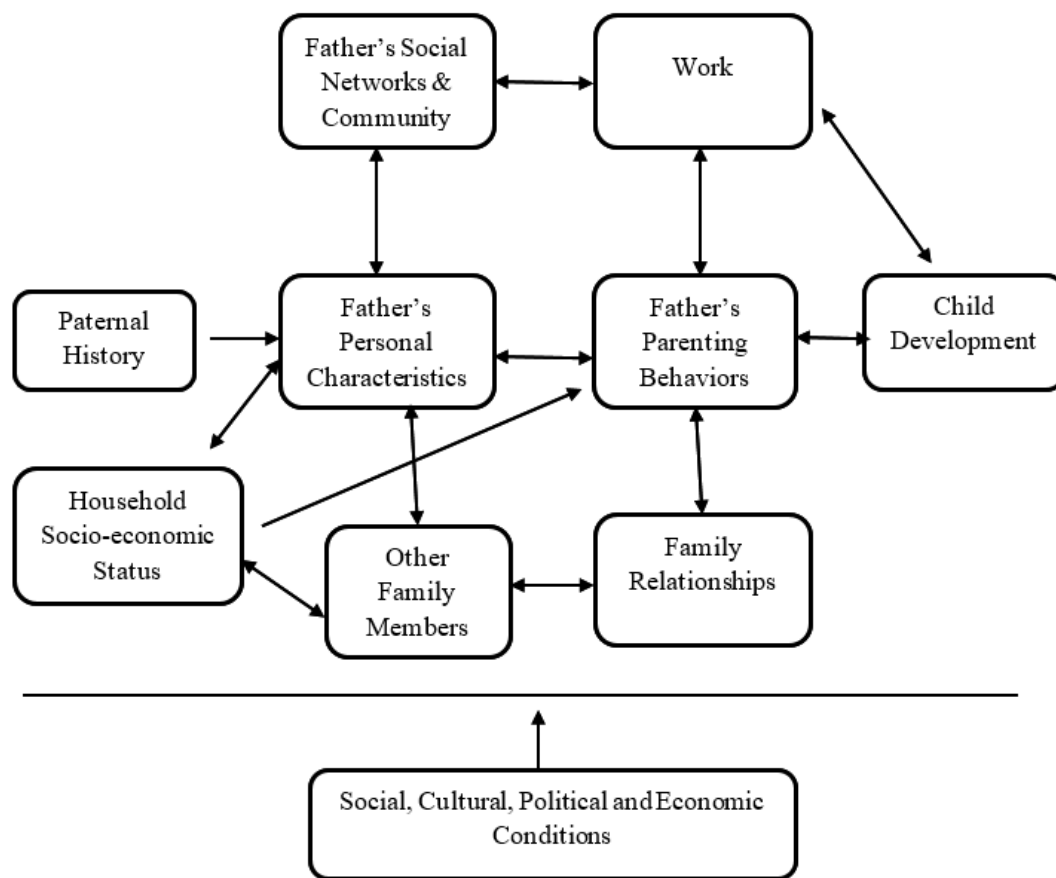 Father’s Social
Networks &
Community
Work
Paternal
History
Father’s
Personal
Characteristics
Father’s
Parenting
Behaviors
Child
Development
Household
Socio-economic
Status
Other
Family
Members
Family
Relationships
Social, Cultural, Political and Economic
Conditions